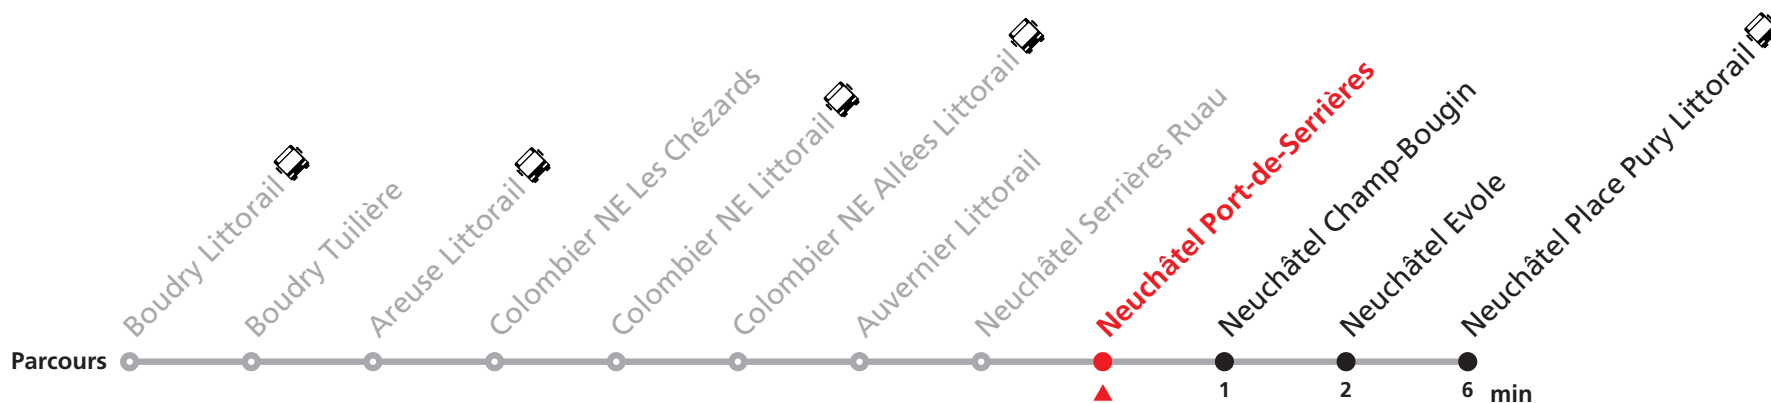 Parcours
Boudry Littorail
Boudry Tuilière
Areuse Littorail
Colombier NE Les Chézards
Colombier NE Littorail
Colombier NE Allées Littorail
Auvernier Littorail
Neuchâtel Serrières Ruau
Neuchâtel Port-de-Serrières
Neuchâtel Champ-Bougin
Neuchâtel Evole
Neuchâtel Place Pury Littorail
1 2 6 min